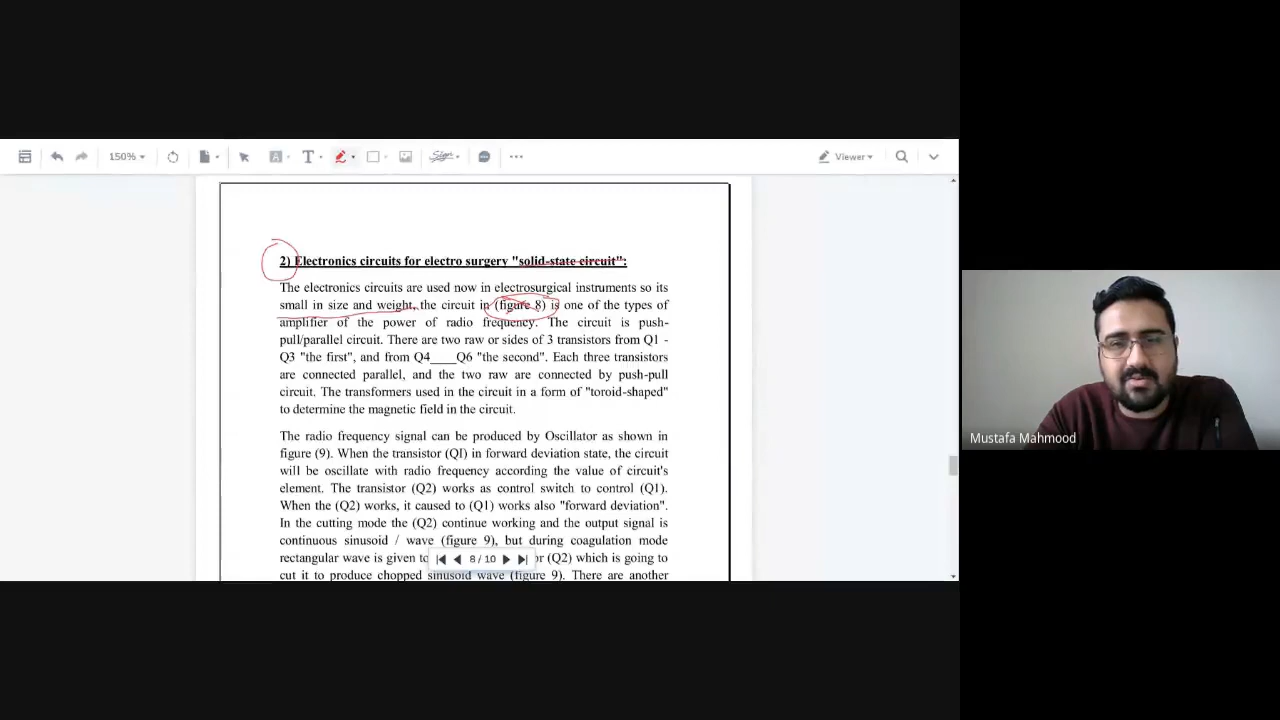 150%
T
Sign
Viewer
2) Electronics circuits for electro surgery "solid-state circuit":
The electronics circuits are used now in electrosurgical instruments so its
small in size and weight, the circuit in (figure 8) is one of the types of
amplifier of the power of radio frequency. The circuit is push-
pull/parallel circuit. There are two raw or sides of 3 transistors from Q1 -
Q3 "the first", and from Q4____Q6 "the second". Each three transistors
are connected parallel, and the two raw are connected by push-pull
circuit. The transformers used in the circuit in a form of "toroid-shaped"
to determine the magnetic field in the circuit.
The radio frequency signal can be produced by Oscillator as shown in
figure (9). When the transistor (Ql) in forward deviation state, the circuit
will be oscillate with radio frequency according the value of circuit's
element. The transistor (Q2) works as control switch to control (Q1).
When the (Q2) works, it caused to (Q1) works also "forward deviation".
In the cutting mode the (Q2) continue working and the output signal is
continuous sinusoid / wave (figure 9), but during coagulation mode
rectangular wave is given to (Q2) which is going to
8 / 10
cut it to produce chopped sinusoid wave (figure 9). There are another
Mustafa Mahmood